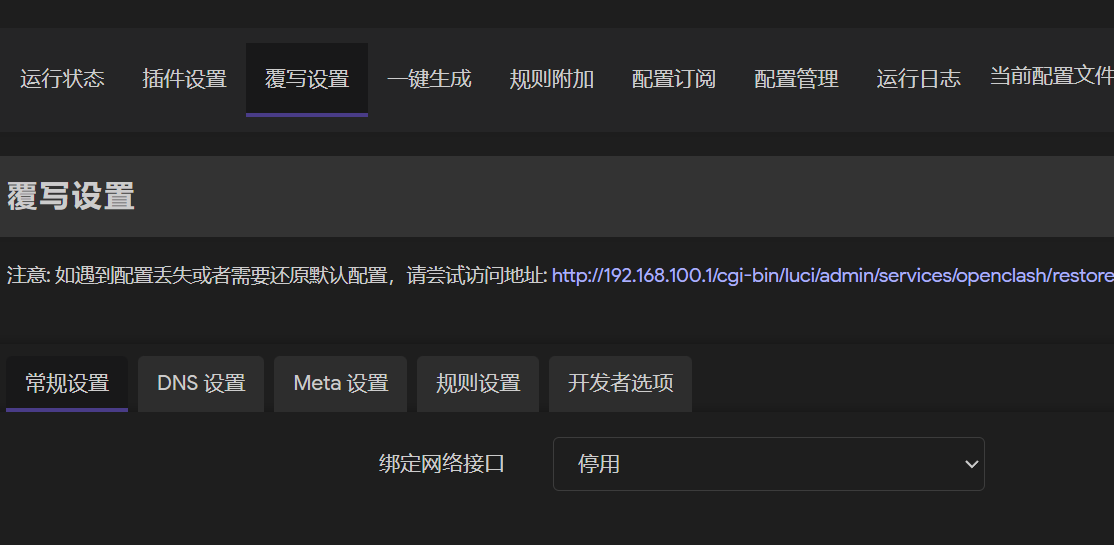 运行状态 插件设置 覆写设置 一键生成 规则附加 配置订阅 配置管理 运行日志 当前配置文件
覆写设置
注意: 如遇到配置丢失或者需要还原默认配置，请尝试访问地址: http://192.168.100.1/cgi-bin/luci/admin/services/openclash/restore
常规设置 DNS 设置 Meta 设置 规则设置 开发者选项
绑定网络接口 停用